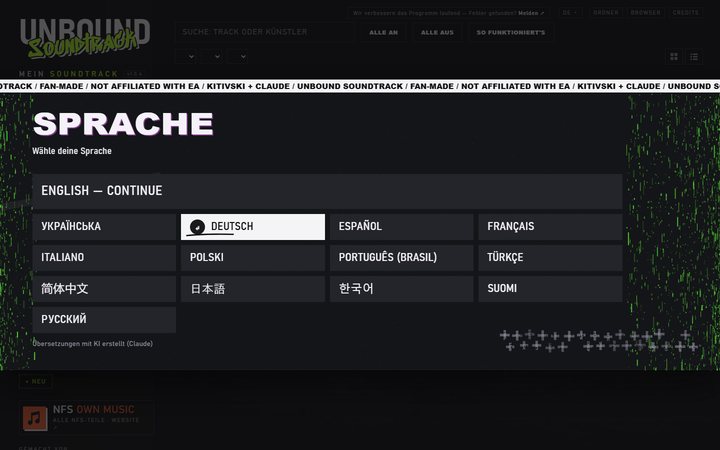 UNBOUND
SOUNDTRACK
Wir verbessern das Programm laufend — Fehler gefunden? Melden ↗
DE
ORDNER
BROWSER
CREDITS
SUCHE: TRACK ODER KÜNSTLER
ALLE AN
ALLE AUS
SO FUNKTIONIERT'S
MEIN SOUNDTRACK
DTRACK / FAN-MADE / NOT AFFILIATED WITH EA / KITIVSKI + CLAUDE / UNBOUND SOUNDTRACK / FAN-MADE / NOT AFFILIATED WITH EA / KITIVSKI + CLAUDE / UNBOUND SO
SPRACHE
Wähle deine Sprache
ENGLISH — CONTINUE
УКРАЇНСЬКА
DEUTSCH
ESPAÑOL
FRANÇAIS
ITALIANO
POLSKI
PORTUGUÊS (BRASIL)
TÜRKÇE
简体中文
日本語
한국어
SUOMI
РУССКИЙ
Übersetzungen mit KI erstellt (Claude)
+ NEU
NFS OWN MUSIC
ALLE NFS-TEILE · WEBSITE
↗